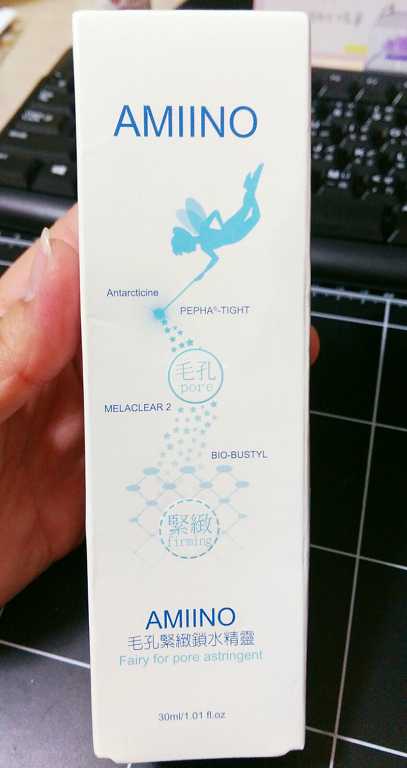 AMIINO
Antarcticine
PEPHA®-TIGHT
毛孔
pore
MELACLEAR 2
BIO-BUSTYL
緊緻
firming
AMIINO
毛孔緊緻鎖水精靈
Fairy for pore astringent
30ml/1.01 fl.oz